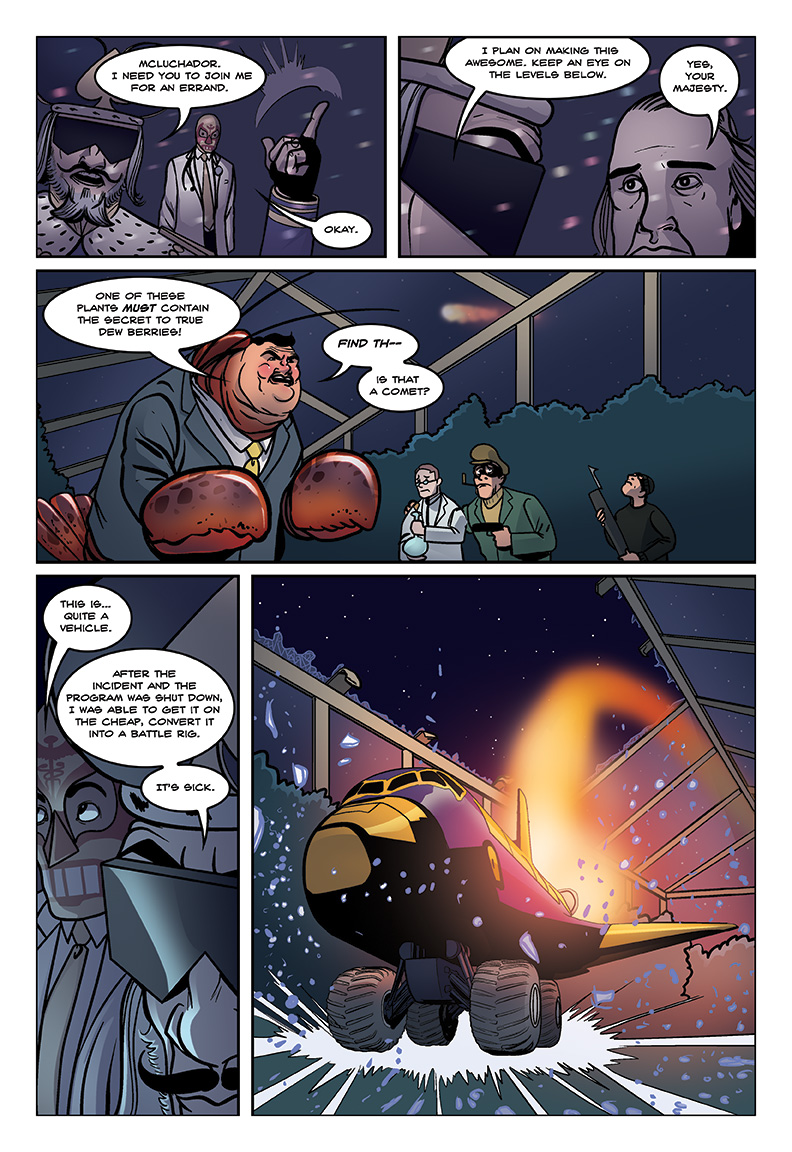 MCLUCHADOR.
I NEED YOU TO JOIN ME
FOR AN ERRAND.
OKAY.
I PLAN ON MAKING THIS
AWESOME. KEEP AN EYE ON
THE LEVELS BELOW.
YES,
YOUR
MAJESTY.
ONE OF THESE
PLANTS MUST CONTAIN
THE SECRET TO TRUE
DEW BERRIES!
FIND TH--
IS THAT
A COMET?
THIS IS...
QUITE A
VEHICLE.
AFTER THE
INCIDENT AND THE
PROGRAM WAS SHUT DOWN,
I WAS ABLE TO GET IT ON
THE CHEAP, CONVERT IT
INTO A BATTLE RIG.
IT'S SICK.